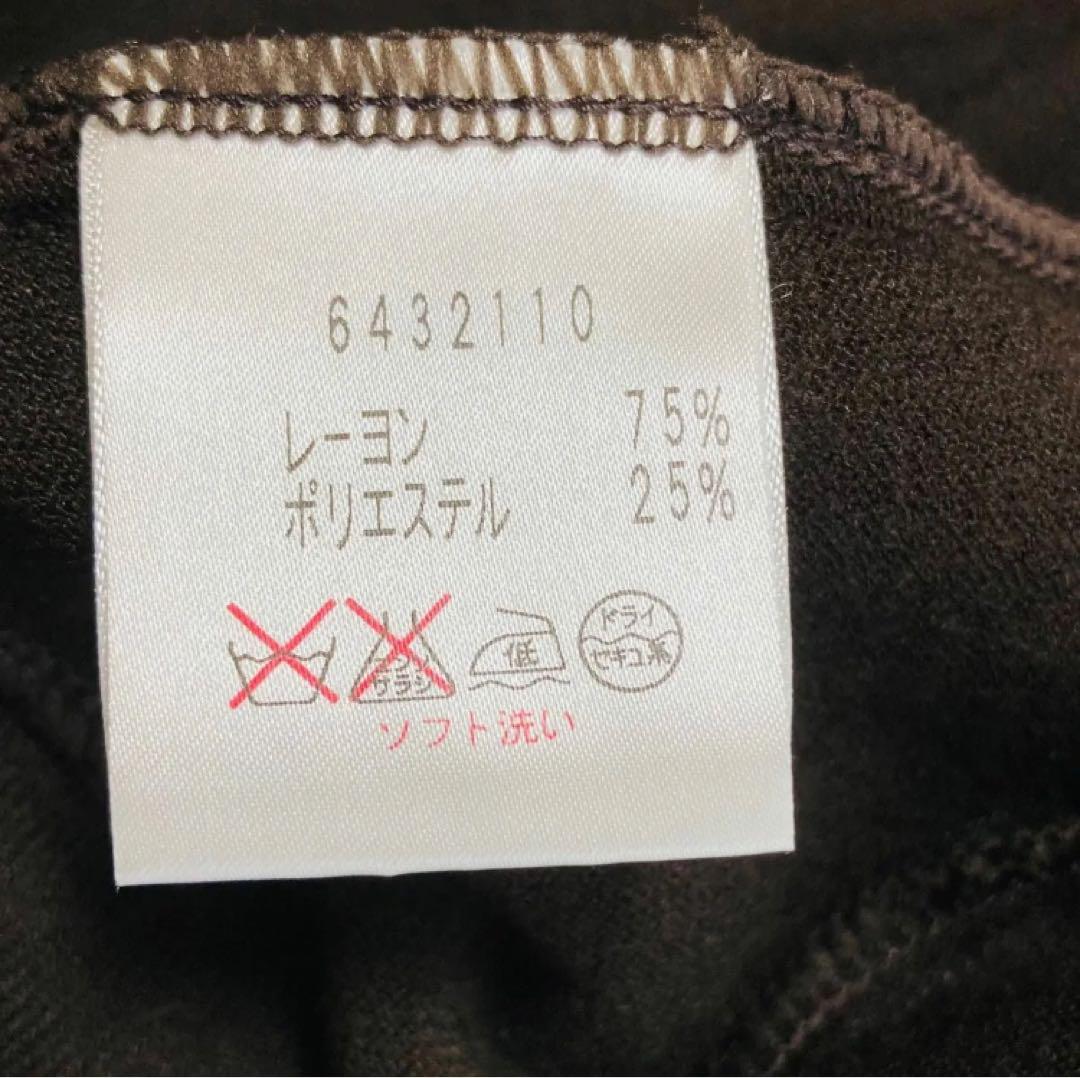 6432110
レーヨン 75%
ポリエステル 25%
エンソ サラシ 低 ドライ セキユ系
ソフト洗い